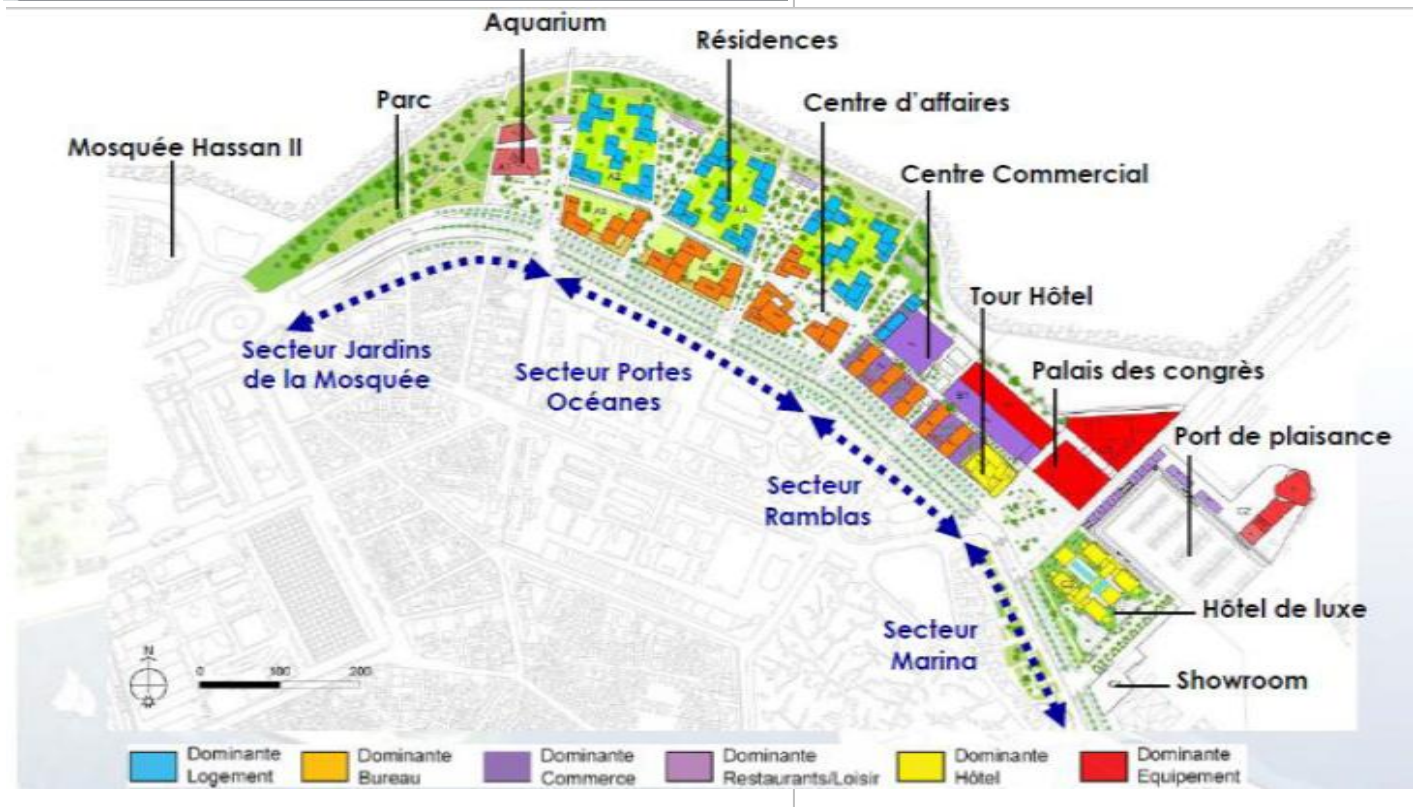 Aquarium
Résidences
Parc
Centre d'affaires
Mosquée Hassan II
Centre Commercial
Tour Hôtel
Secteur Jardins
de la Mosquée
Secteur Portes
Océanes
Palais des congrès
Port de plaisance
Secteur
Ramblas
Hôtel de luxe
Secteur
Marina
Showroom
N
0 100 200
Dominante
Logement
Dominante
Bureau
Dominante
Commerce
Dominante
Restaurants/Loisir
Dominante
Hôtel
Dominante
Equipement